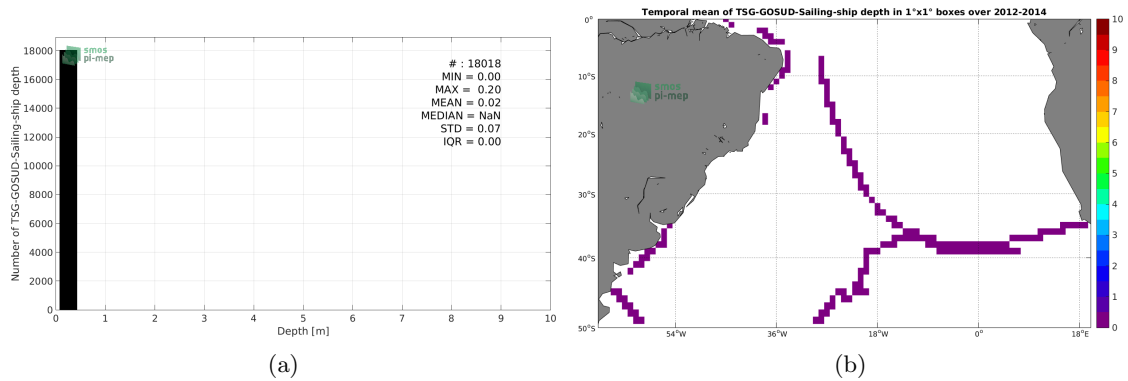 18000
16000
14000
12000
10000
8000
6000
4000
2000
0
Number of TSG-GOSUD-Sailing-ship depth
smos
pi-mep
# : 18018
MIN = 0.00
MAX = 0.20
MEAN = 0.02
MEDIAN = NaN
STD = 0.07
IQR = 0.00
0 1 2 3 4 5 6 7 8 9 10
Depth [m]
(a)
Temporal mean of TSG-GOSUD-Sailing-ship depth in 1°x1° boxes over 2012-2014
0°
10°S
20°S
30°S
40°S
50°S
smos
pi-mep
54°W 36°W 18°W 0° 18°E
10
9
8
7
6
5
4
3
2
1
0
(b)